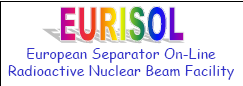 EURISOL
European Separator On-Line
Radioactive Nuclear Beam Facility